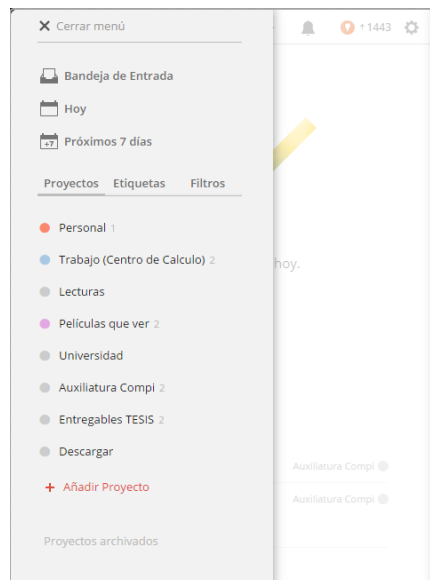 Cerrar menú
↑1443
Bandeja de Entrada
Hoy
+7 Próximos 7 días
Proyectos Etiquetas Filtros
Personal 1
Trabajo (Centro de Calculo) 2
hoy.
Lecturas
Películas que ver 2
Universidad
Auxiliatura Compi 2
Entregables TESIS 2
Descargar
Auxiliatura Compi
+ Añadir Proyecto
Auxiliatura Compi
Proyectos archivados